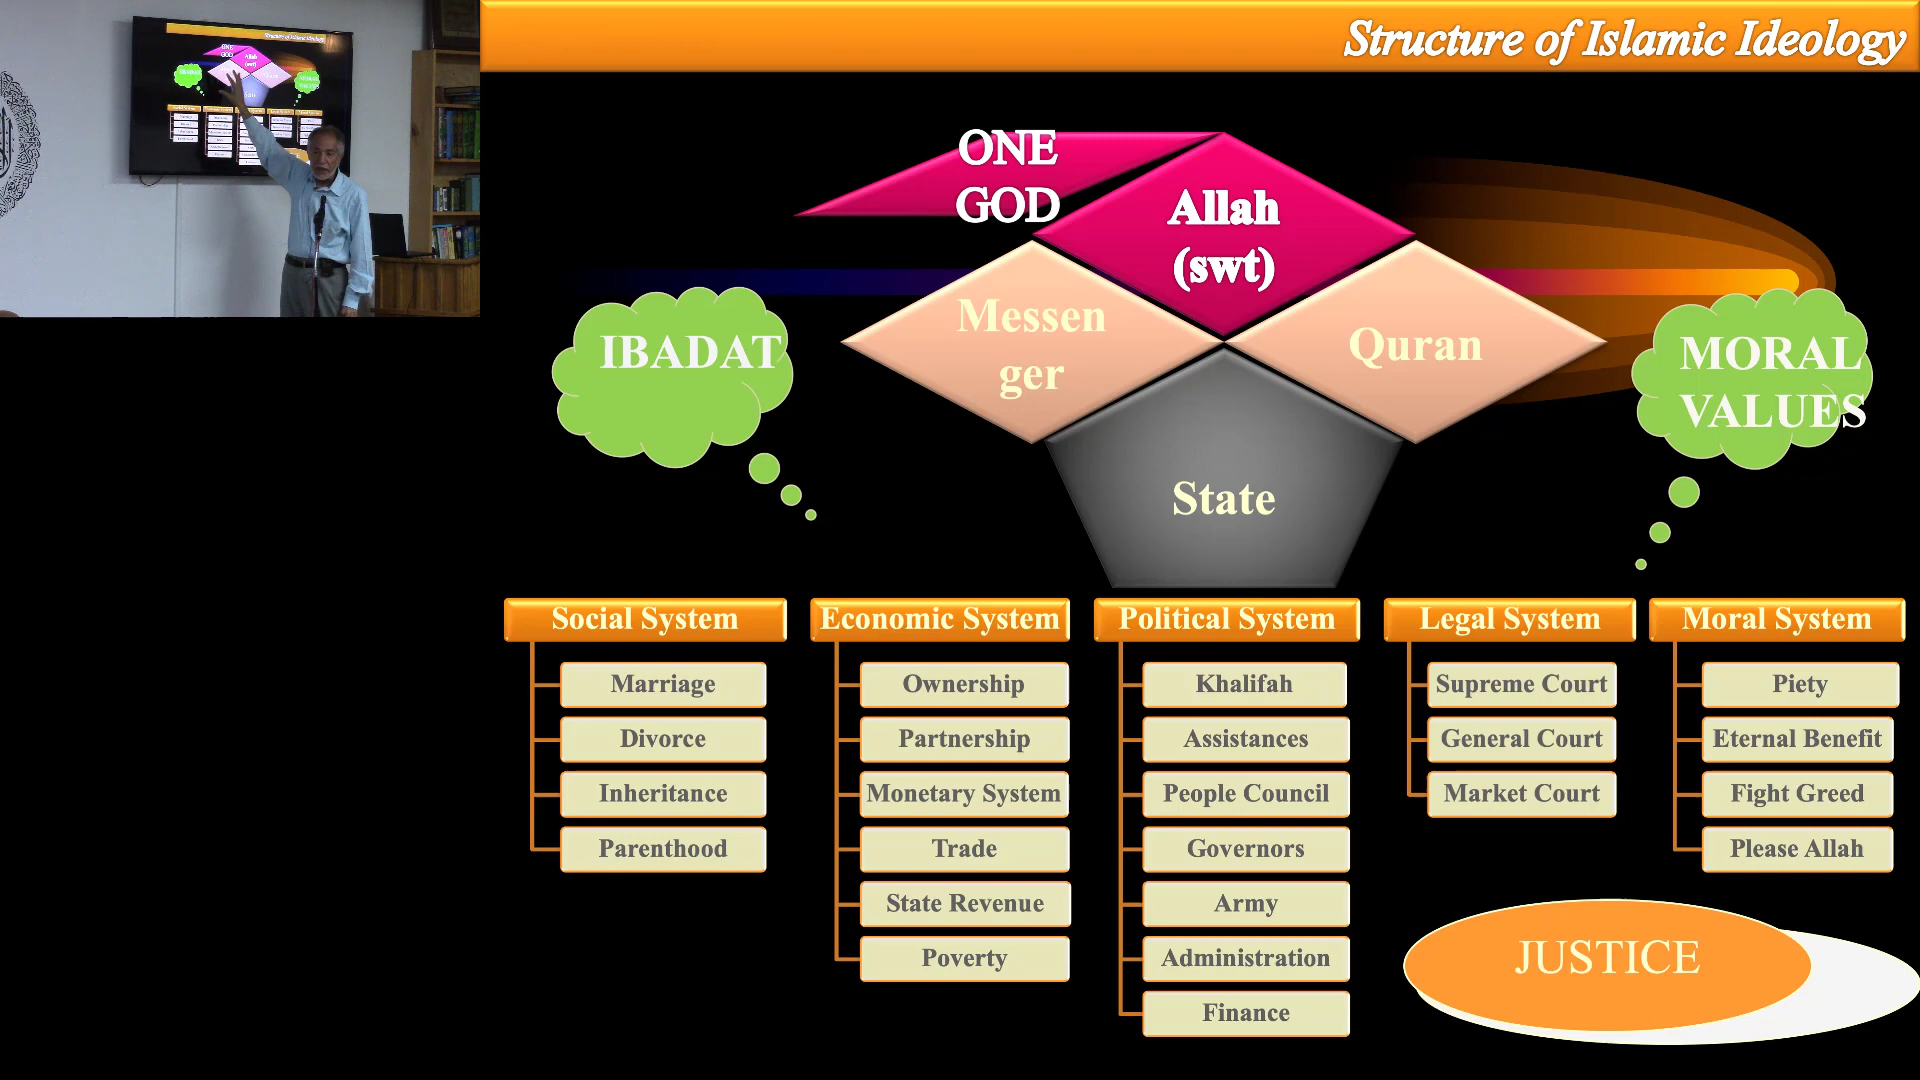 Structure of Islamic Ideology
ONE
GOD
Allah
(swt)
Messen
ger
Quran
IBADAT
MORAL
VALUES
State
Social System
Marriage
Divorce
Inheritance
Parenthood
Economic System
Ownership
Partnership
Monetary System
Trade
State Revenue
Poverty
Political System
Khalifah
Assistances
People Council
Governors
Army
Administration
Finance
Legal System
Supreme Court
General Court
Market Court
Moral System
Piety
Eternal Benefit
Fight Greed
Please Allah
JUSTICE